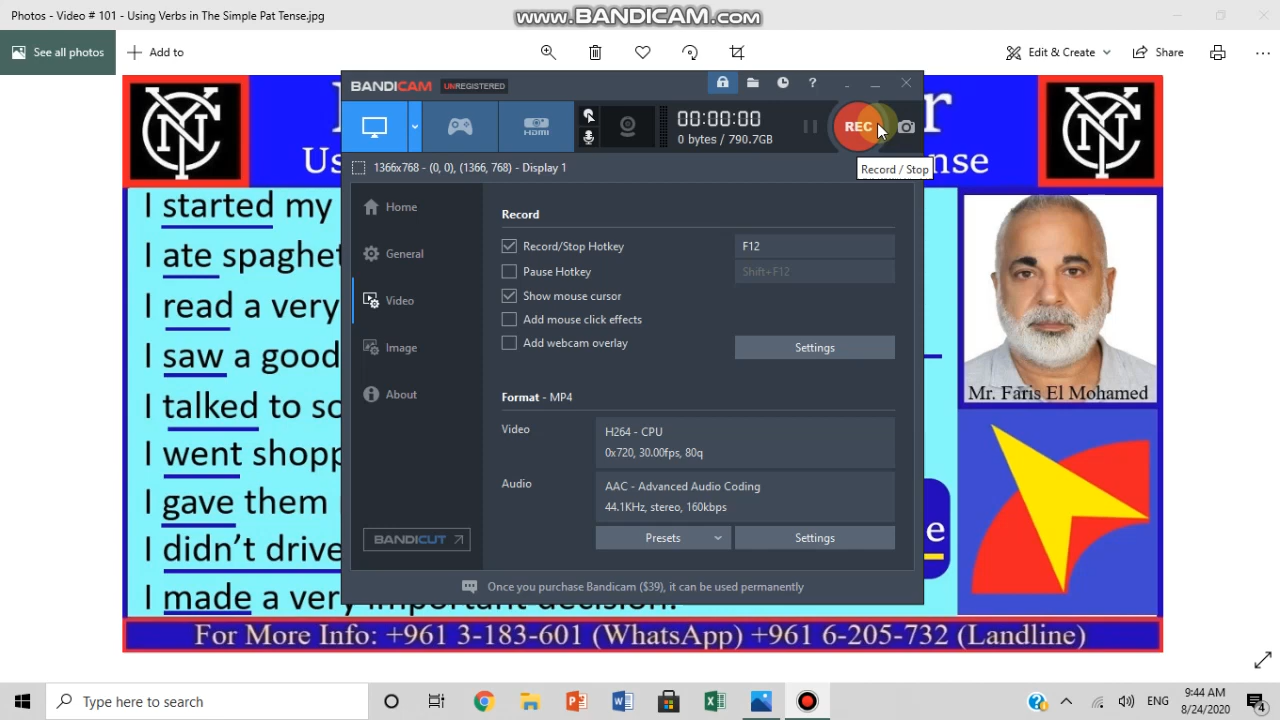 Photos - Video # 101 - Using Verbs in The Simple Pat Tense.jpg
www.BANDICAM.com
See all photos
Add to
Edit & Create
Share
BANDICAM UNREGISTERED
HDMI
00:00:00
0 bytes / 790.7GB
REC
Record / Stop
1366x768 - (0, 0), (1366, 768) - Display 1
Home
General
Video
Image
About
BANDICUT
Record
Record/Stop Hotkey
F12
Pause Hotkey
Shift+F12
Show mouse cursor
Add mouse click effects
Add webcam overlay
Settings
Format - MP4
Video
H264 - CPU
0x720, 30.00fps, 80q
Audio
AAC - Advanced Audio Coding
44.1KHz, stereo, 160kbps
Presets
Settings
Once you purchase Bandicam ($39), it can be used permanently
I started my
I ate
I read a very
I saw a good
I talked to
I went
I gave them
I didn't drive
I made a very important decision.
Mr. Faris El Mohamed
For More Info: +961 3-183-601 (WhatsApp) +961 6-205-732 (Landline)
Type here to search
ENG
9:44 AM
8/24/2020
4